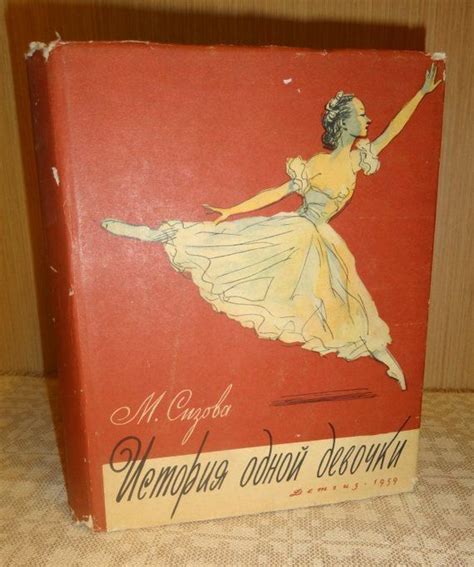 М. Сизова
История одной девочки
Детгиз · 1959